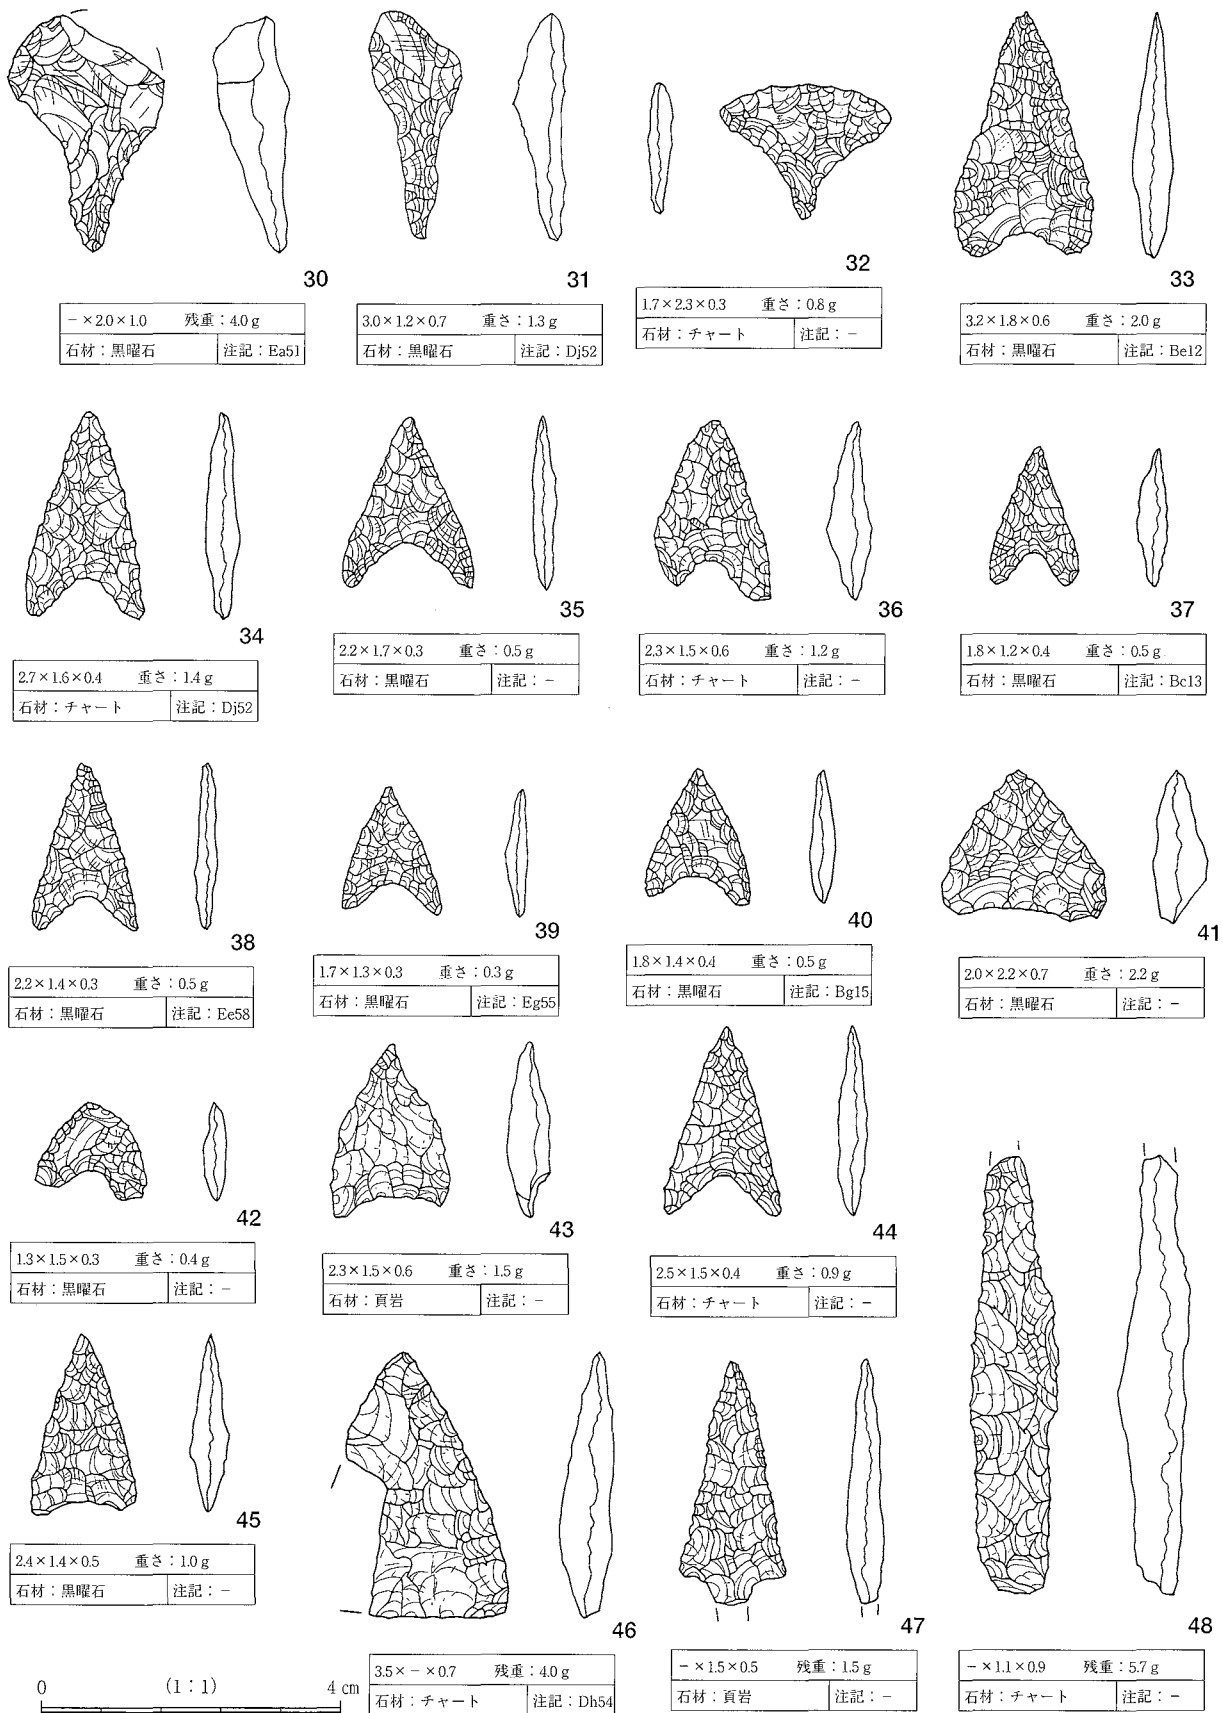 30
－×2.0×1.0 残重：4.0 g
石材：黒曜石 注記：Ea51
31
3.0×1.2×0.7 重さ：1.3 g
石材：黒曜石 注記：Dj52
32
1.7×2.3×0.3 重さ：0.8 g
石材：チャート 注記：－
33
3.2×1.8×0.6 重さ：2.0 g
石材：黒曜石 注記：Be12
34
2.7×1.6×0.4 重さ：1.4 g
石材：チャート 注記：Dj52
35
2.2×1.7×0.3 重さ：0.5 g
石材：黒曜石 注記：－
36
2.3×1.5×0.6 重さ：1.2 g
石材：チャート 注記：－
37
1.8×1.2×0.4 重さ：0.5 g
石材：黒曜石 注記：Bc13
38
2.2×1.4×0.3 重さ：0.5 g
石材：黒曜石 注記：Ee58
39
1.7×1.3×0.3 重さ：0.3 g
石材：黒曜石 注記：Eg55
40
1.8×1.4×0.4 重さ：0.5 g
石材：黒曜石 注記：Bg15
41
2.0×2.2×0.7 重さ：2.2 g
石材：黒曜石 注記：－
42
1.3×1.5×0.3 重さ：0.4 g
石材：黒曜石 注記：－
43
2.3×1.5×0.6 重さ：1.5 g
石材：頁岩 注記：－
44
2.5×1.5×0.4 重さ：0.9 g
石材：チャート 注記：－
45
2.4×1.4×0.5 重さ：1.0 g
石材：黒曜石 注記：－
46
3.5×－×0.7 残重：4.0 g
石材：チャート 注記：Dh54
47
－×1.5×0.5 残重：1.5 g
石材：頁岩 注記：－
48
－×1.1×0.9 残重：5.7 g
石材：チャート 注記：－
0 (1：1) 4 cm